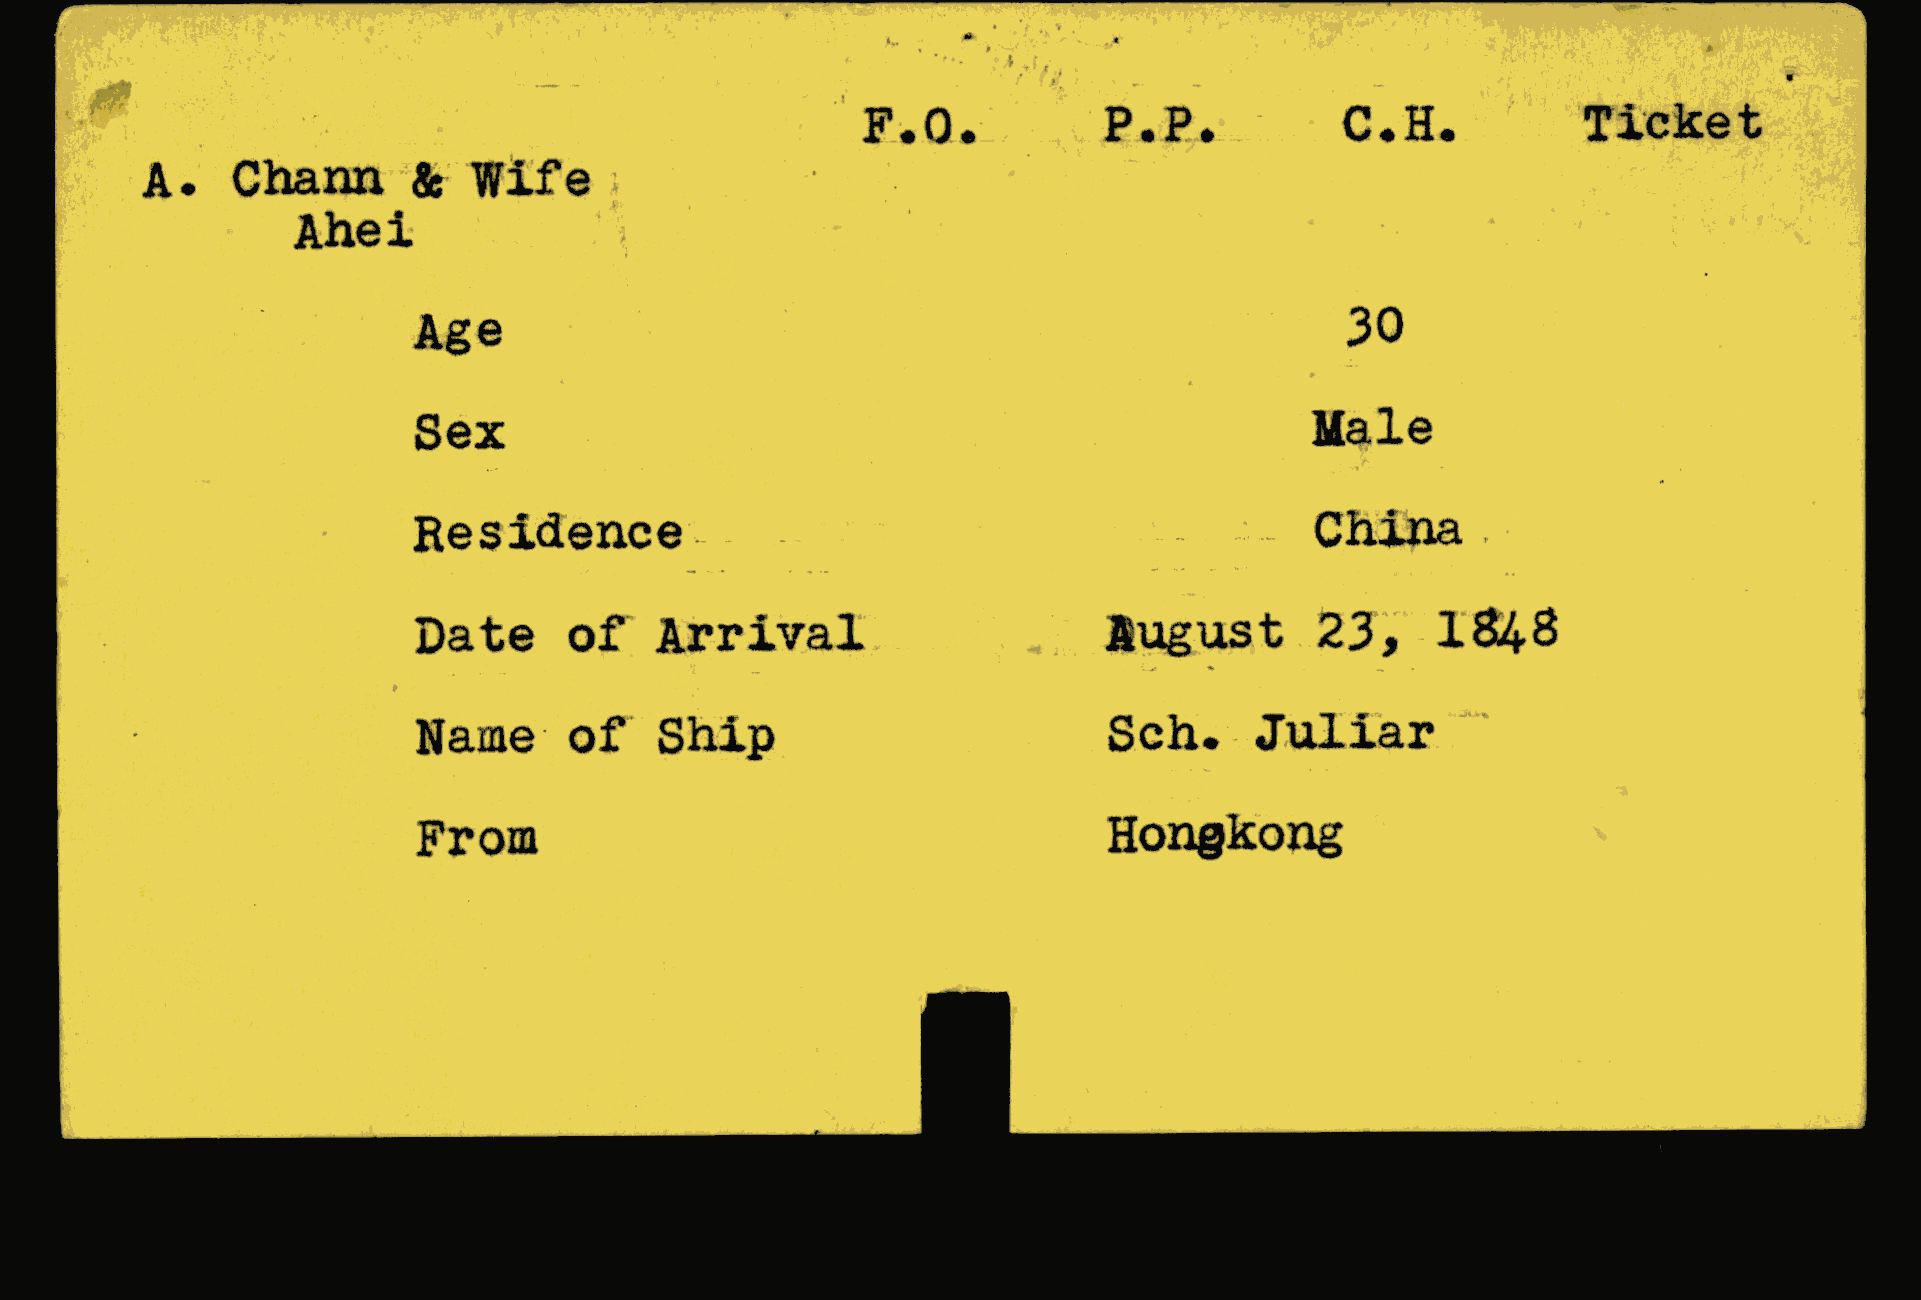 F.O. P.P. C.H. Ticket
A. Chann & Wife
Ahei
Age 30
Sex Male
Residence China
Date of Arrival August 23, 1848
Name of Ship Sch. Juliar
From Hongkong